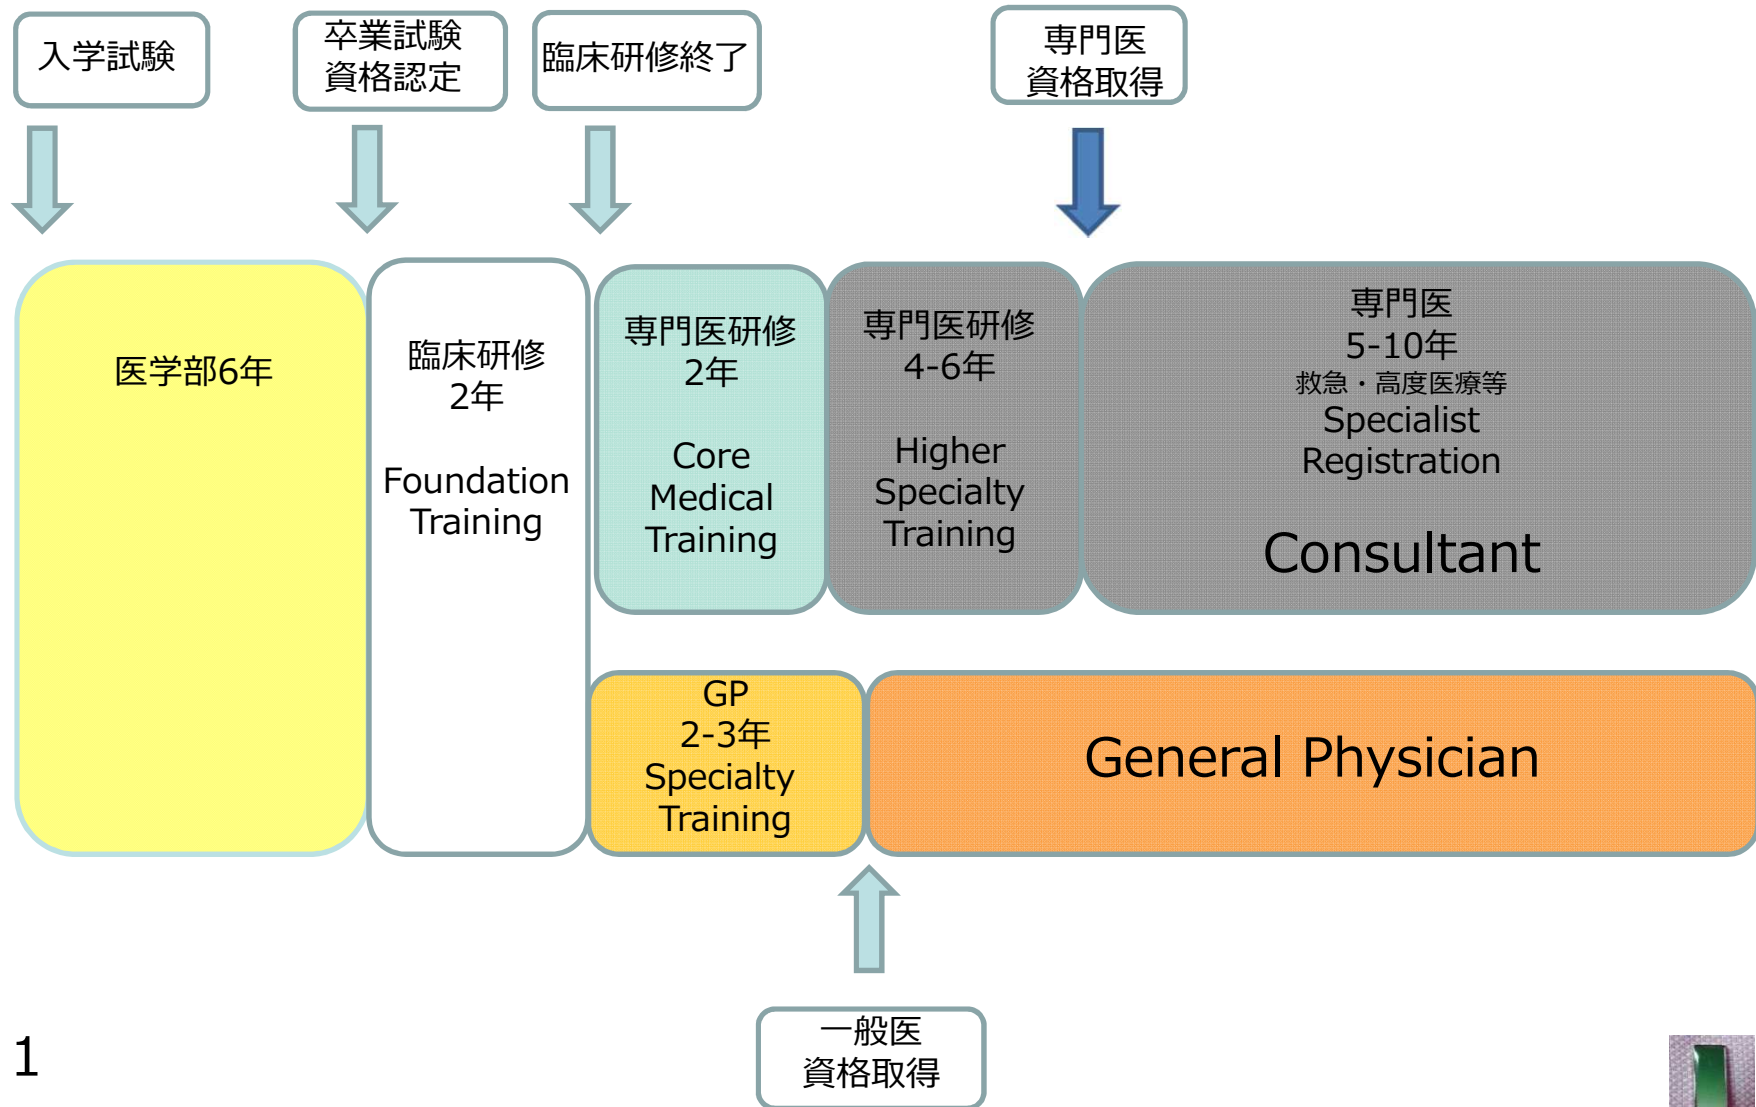 入学試験
卒業試験
資格認定
臨床研修終了
専門医
資格取得
医学部6年
臨床研修
2年
Foundation
Training
専門医研修
2年
Core
Medical
Training
専門医研修
4-6年
Higher
Specialty
Training
専門医
5-10年
救急・高度医療等
Specialist
Registration
Consultant
GP
2-3年
Specialty
Training
General Physician
一般医
資格取得
1